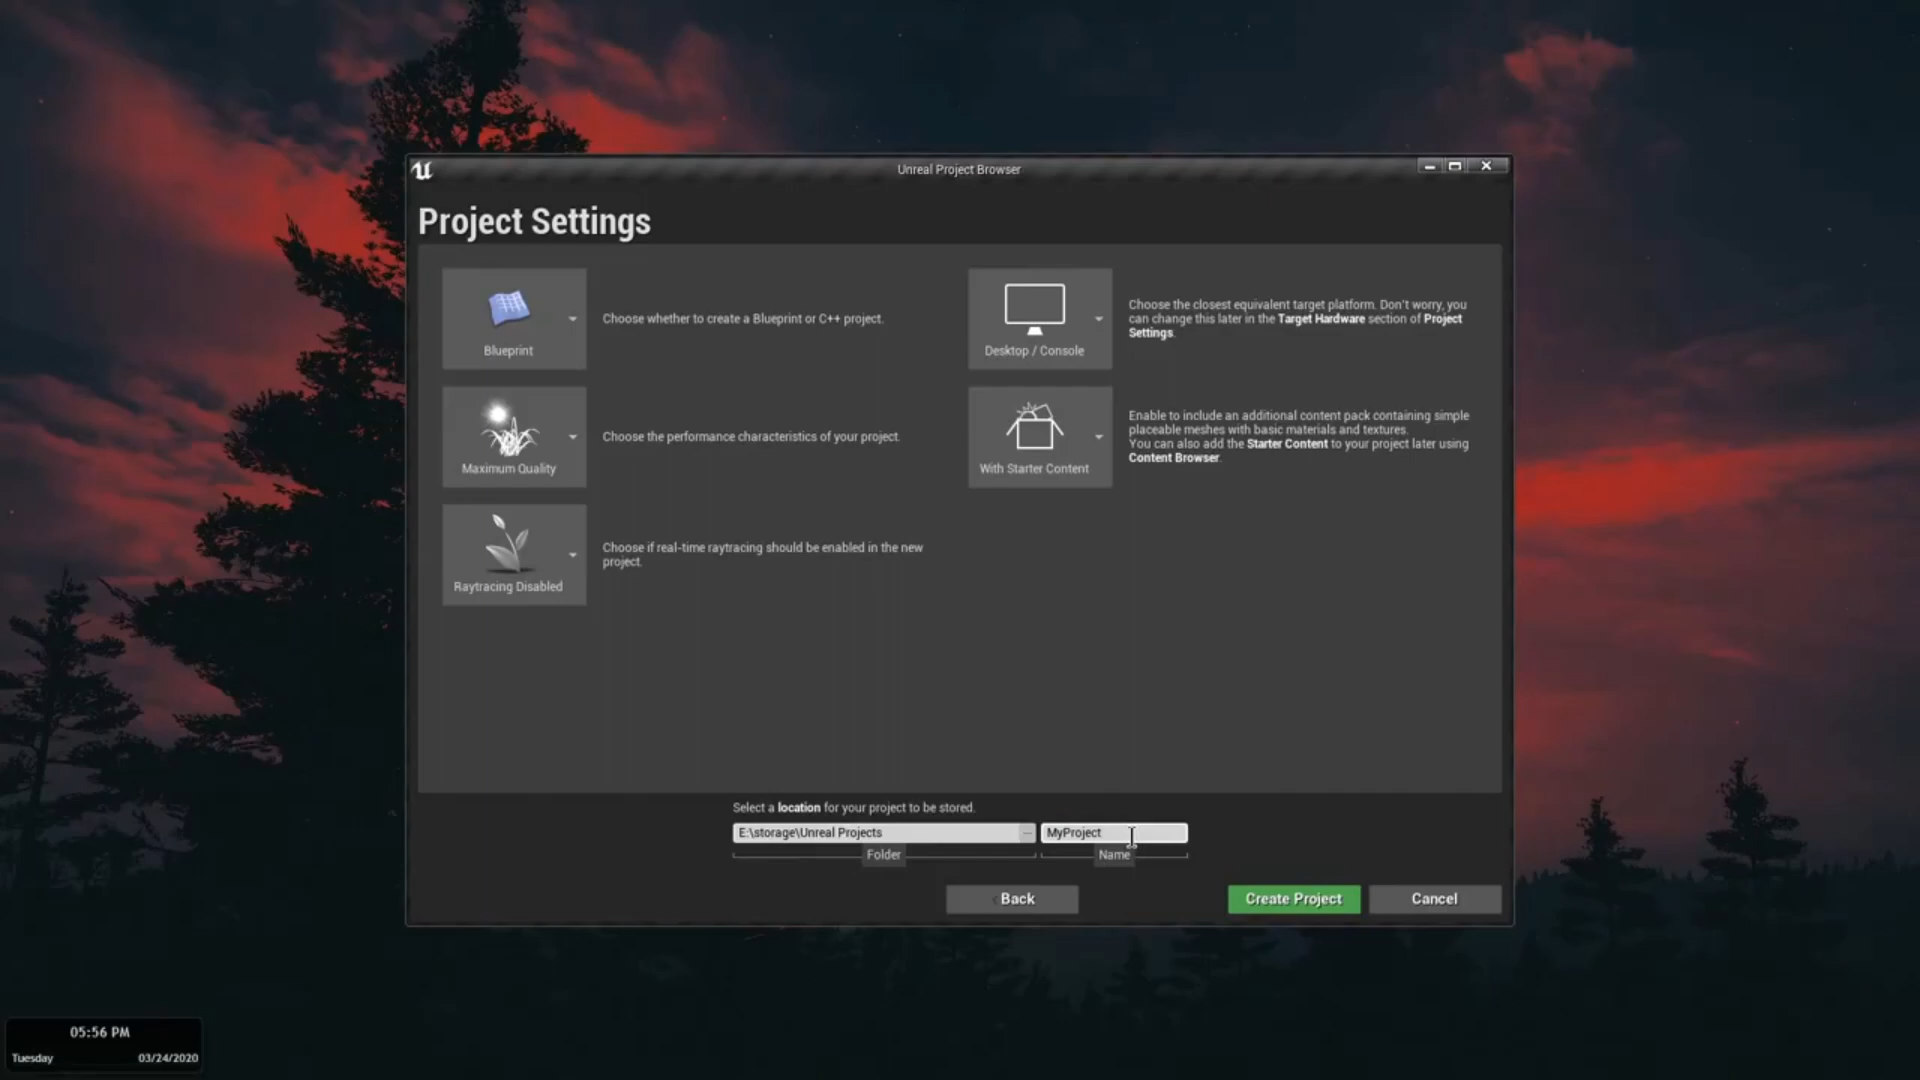 Unreal Project Browser
Project Settings
Blueprint
Choose whether to create a Blueprint or C++ project.
Desktop / Console
Choose the closest equivalent target platform. Don't worry, you
can change this later in the Target Hardware section of Project
Settings.
Maximum Quality
Choose the performance characteristics of your project.
With Starter Content
Enable to include an additional content pack containing simple
placeable meshes with basic materials and textures.
You can also add the Starter Content to your project later using
Content Browser.
Raytracing Disabled
Choose if real-time raytracing should be enabled in the new
project.
Select a location for your project to be stored.
E:\storage\Unreal Projects
...
MyProject
Folder
Name
Back
Create Project
Cancel
05:56 PM
Tuesday
03/24/2020